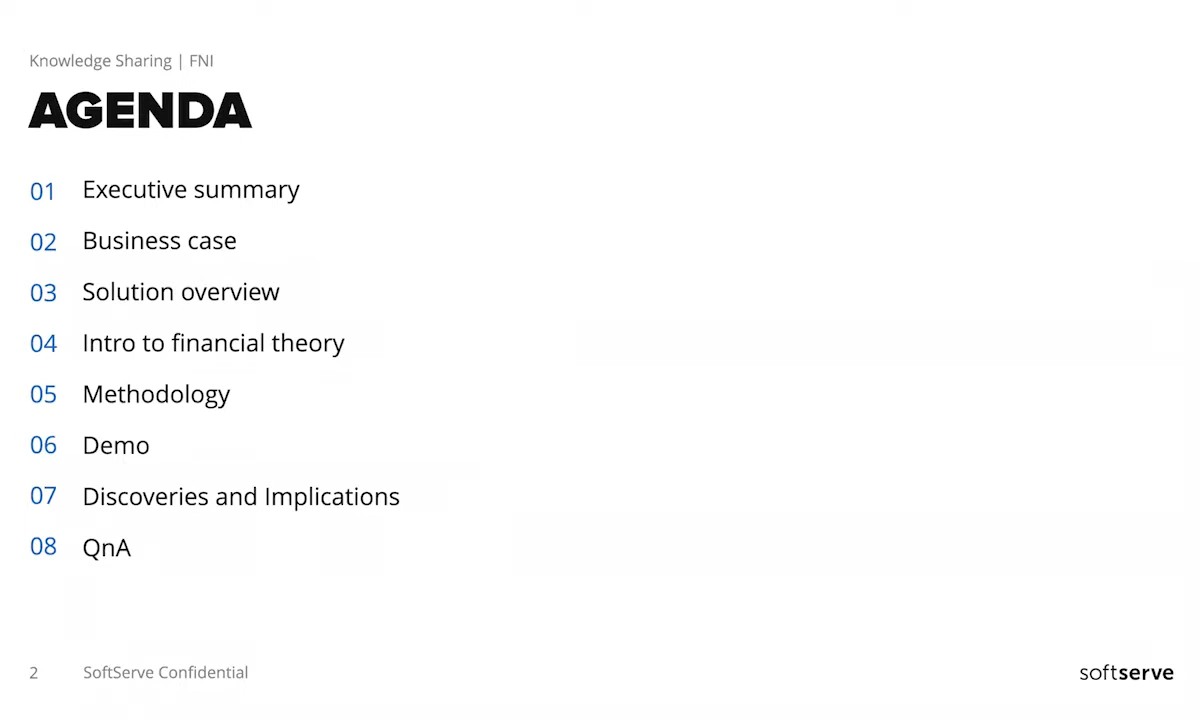 Knowledge Sharing | FNI
AGENDA
01 Executive summary
02 Business case
03 Solution overview
04 Intro to financial theory
05 Methodology
06 Demo
07 Discoveries and Implications
08 QnA
2 SoftServe Confidential softserve